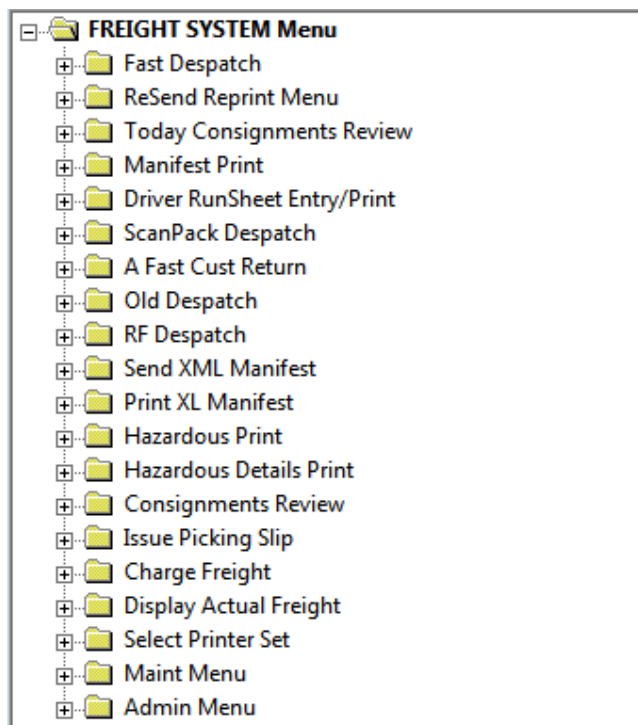 FREIGHT SYSTEM Menu
Fast Despatch
ReSend Reprint Menu
Today Consignments Review
Manifest Print
Driver RunSheet Entry/Print
ScanPack Despatch
A Fast Cust Return
Old Despatch
RF Despatch
Send XML Manifest
Print XL Manifest
Hazardous Print
Hazardous Details Print
Consignments Review
Issue Picking Slip
Charge Freight
Display Actual Freight
Select Printer Set
Maint Menu
Admin Menu